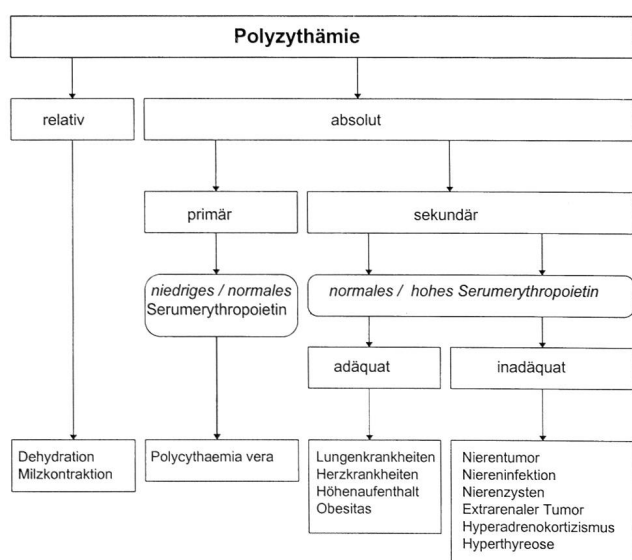 Polyzythämie
relativ
absolut
primär
sekundär
niedriges / normales
Serumerythropoietin
normales / hohes Serumerythropoietin
adäquat
inadäquat
Dehydration
Milzkontraktion
Polycythaemia vera
Lungenkrankheiten
Herzkrankheiten
Höhenaufenthalt
Obesitas
Nierentumor
Niereninfektion
Nierenzysten
Extrarenaler Tumor
Hyperadrenokortizismus
Hyperthyreose